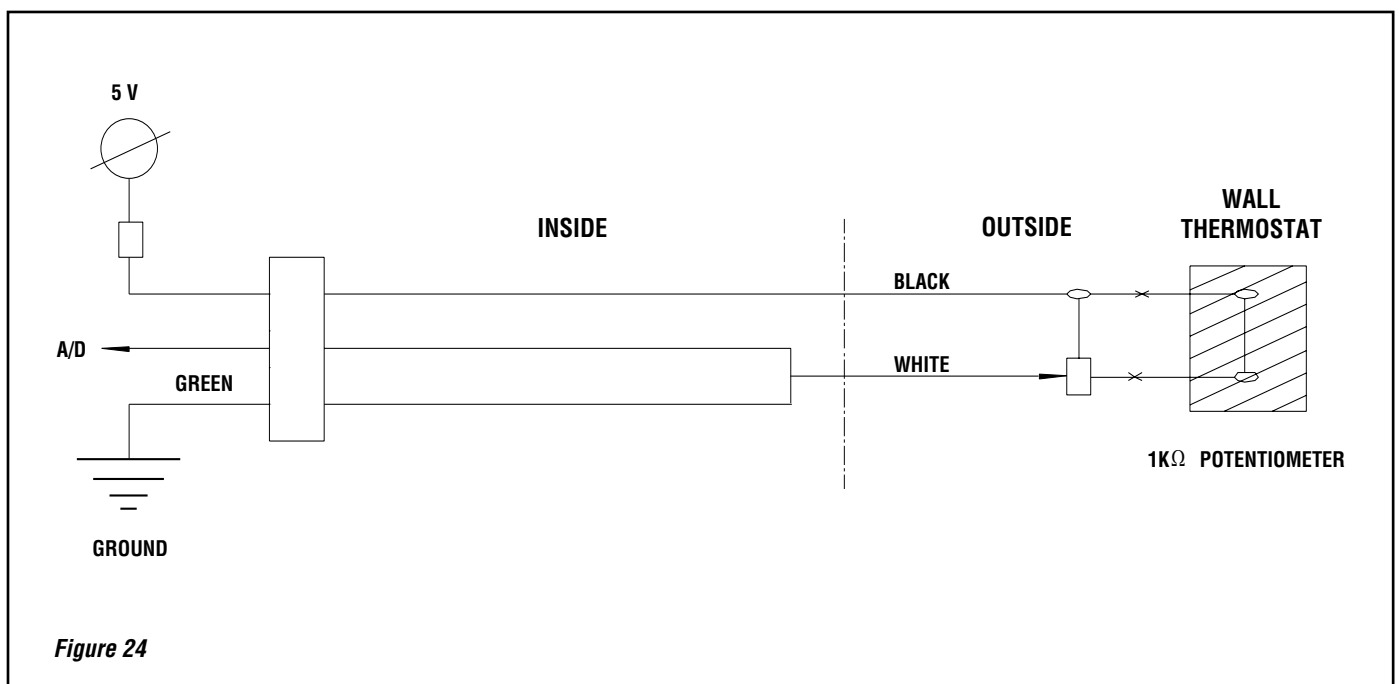 5 V
WALL
THERMOSTAT
INSIDE
OUTSIDE
BLACK
A/D
WHITE
GREEN
1KΩ POTENTIOMETER
GROUND
Figure 24